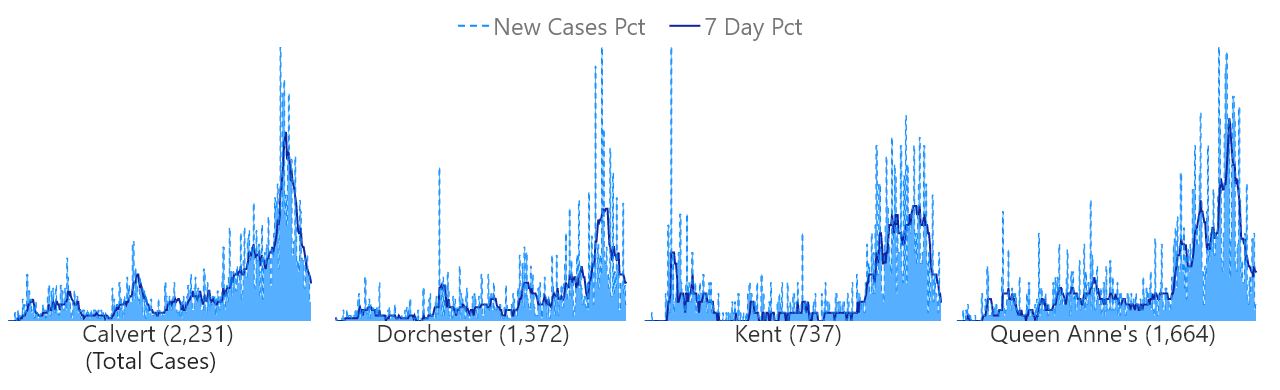 New Cases Pct 7 Day Pct
Calvert (2,231) Dorchester (1,372) Kent (737) Queen Anne's (1,664)
(Total Cases)